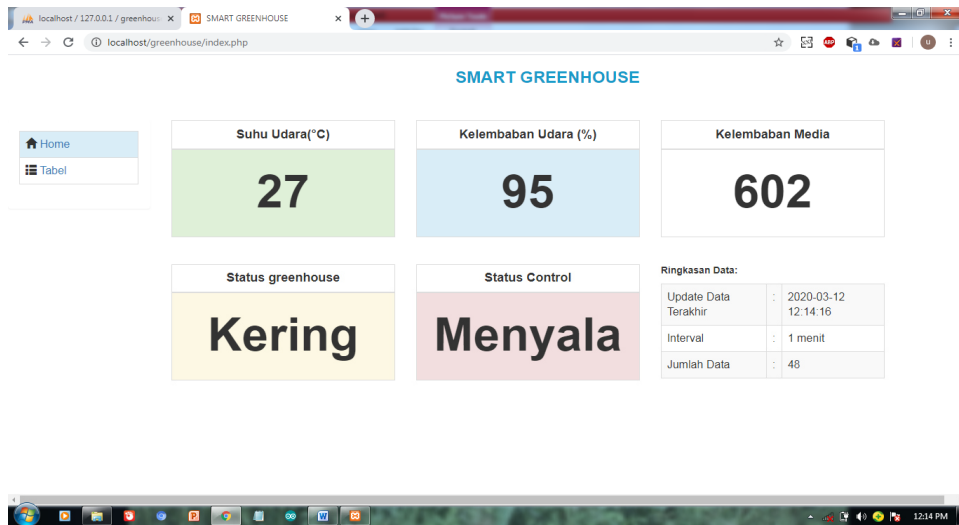 localhost / 127.0.0.1 / greenhous
SMART GREENHOUSE
localhost/greenhouse/index.php
SMART GREENHOUSE
Home
Tabel
Suhu Udara(°C)
27
Kelembaban Udara (%)
95
Kelembaban Media
602
Status greenhouse
Kering
Status Control
Menyala
Ringkasan Data:
Update Data Terakhir : 2020-03-12 12:14:16
Interval : 1 menit
Jumlah Data : 48
12:14 PM